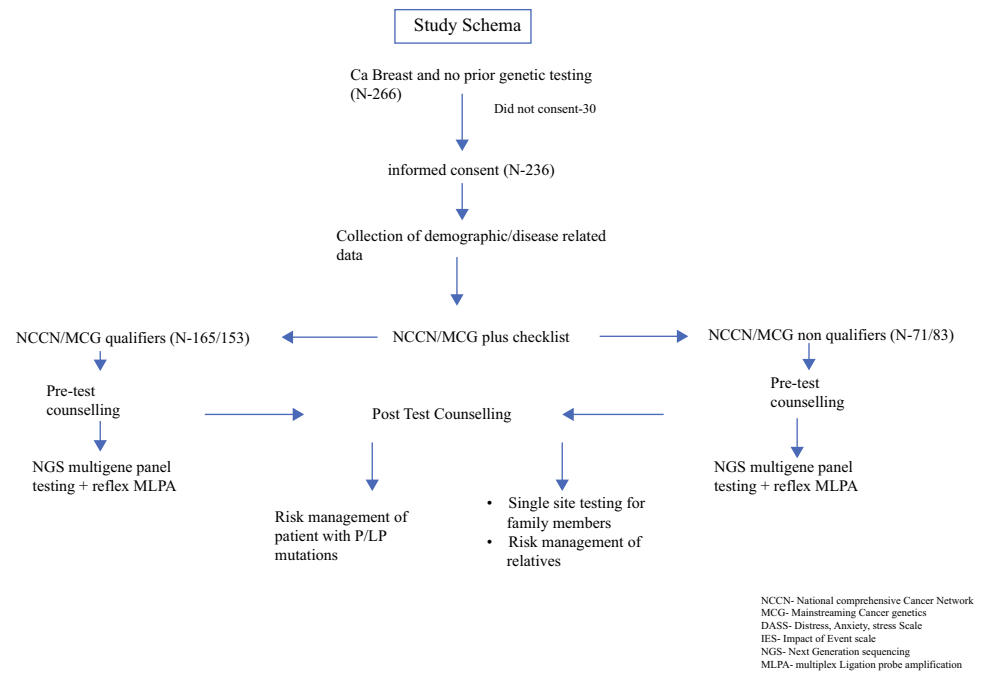 Study Schema
Ca Breast and no prior genetic testing
(N-266)
Did not consent-30
informed consent (N-236)
Collection of demographic/disease related
data
NCCN/MCG qualifiers (N-165/153)
NCCN/MCG plus checklist
NCCN/MCG non qualifiers (N-71/83)
Pre-test
counselling
Post Test Counselling
Pre-test
counselling
NGS multigene panel
testing + reflex MLPA
NGS multigene panel
testing + reflex MLPA
Risk management of
patient with P/LP
mutations
• Single site testing for
family members
• Risk management of
relatives
NCCN- National comprehensive Cancer Network
MCG- Mainstreaming Cancer genetics
DASS- Distress, Anxiety, stress Scale
IES- Impact of Event scale
NGS- Next Generation sequencing
MLPA- multiplex Ligation probe amplification